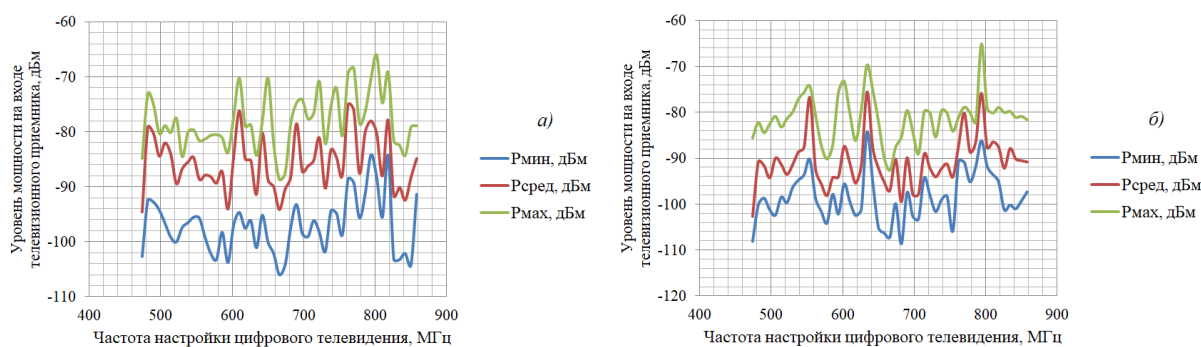 Уровень мощности на входе
телевизионного приемника, дБм
-60
-70
-80
-90
-100
-110
400
500
600
700
800
900
Частота настройки цифрового телевидения, МГц
а)
Pмин, дБм
Pсред, дБм
Pмах, дБм
Уровень мощности на входе
телевизионного приемника, дБм
-60
-70
-80
-90
-100
-110
-120
400
500
600
700
800
900
Частота настройки цифрового телевидения, МГц
б)
Pмин, дБм
Pсред, дБм
Pмах, дБм